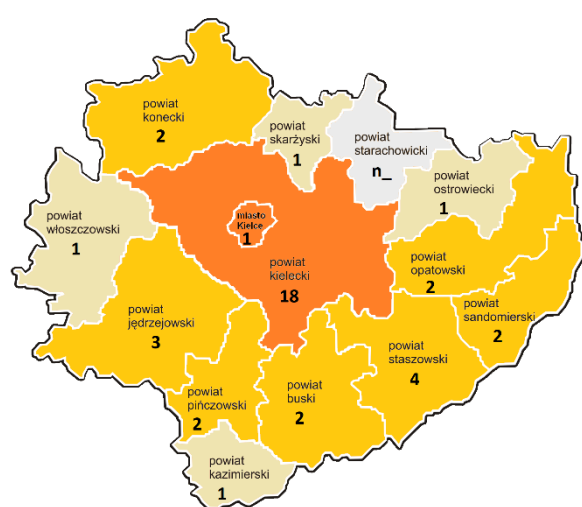 powiat
konecki
2
powiat
skarżyski
1
powiat
starachowicki
n_
powiat
ostrowiecki
1
powiat
włoszczowski
1
miasto
Kielce
1
powiat
kielecki
18
powiat
opatowski
2
powiat
sandomierski
2
powiat
jędrzejowski
3
powiat
staszowski
4
powiat
pińczowski
2
powiat
buski
2
powiat
kazimierski
1